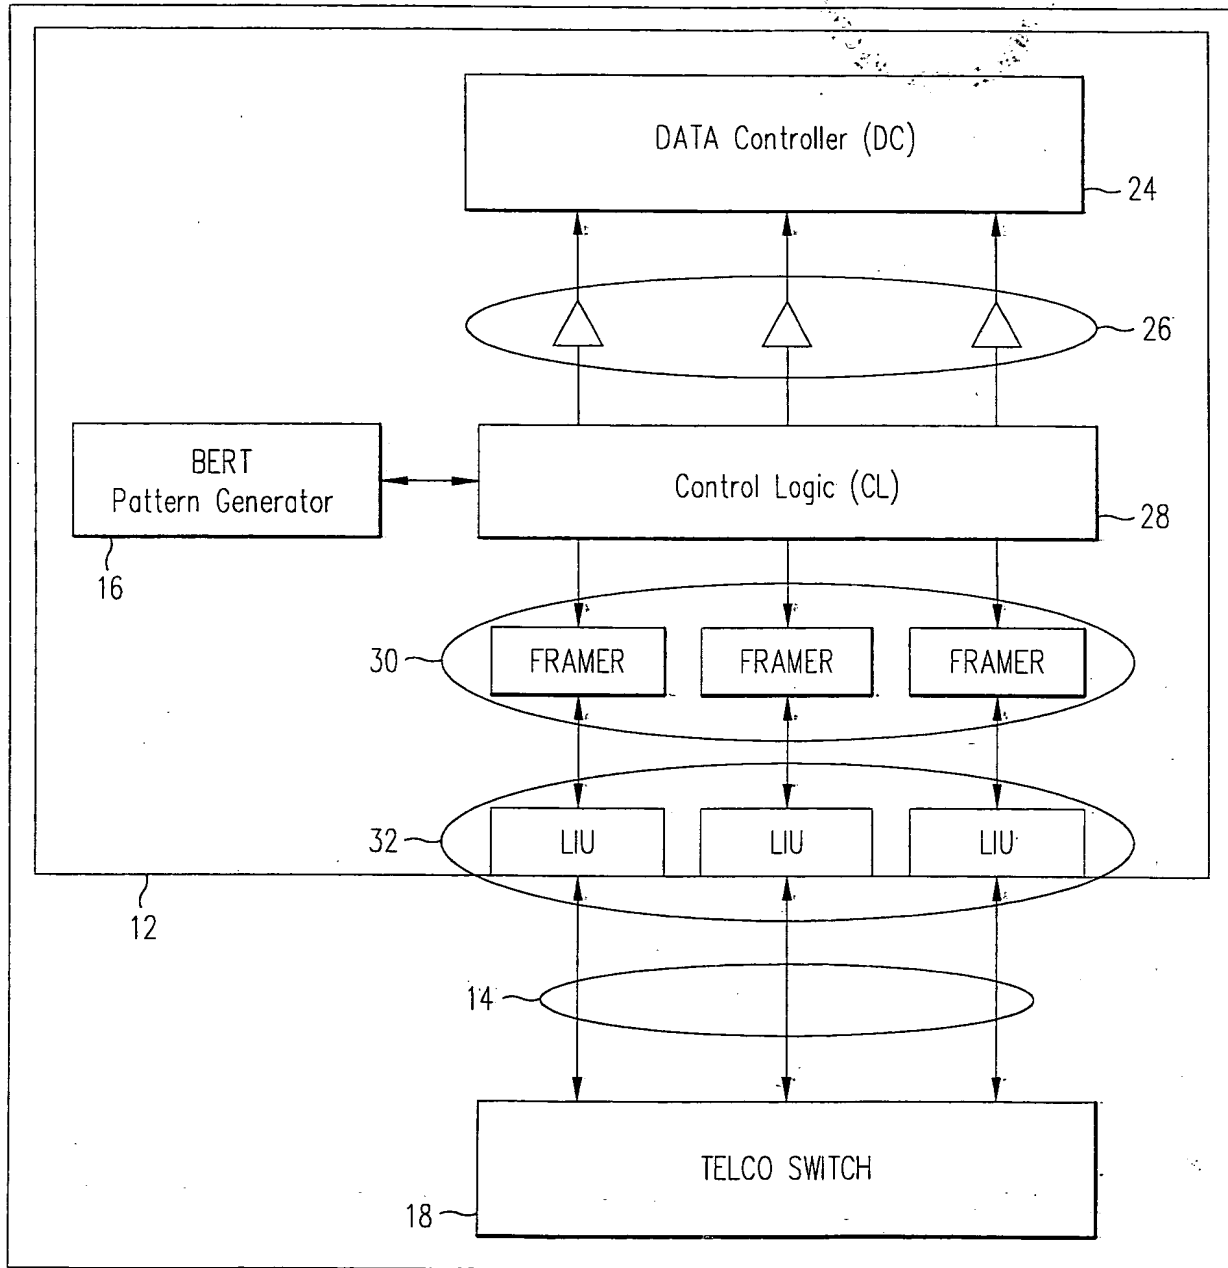 DATA Controller (DC)
24
26
BERT
Pattern Generator
16
Control Logic (CL)
28
30
FRAMER FRAMER FRAMER
32
LIU LIU LIU
12
14
TELCO SWITCH
18